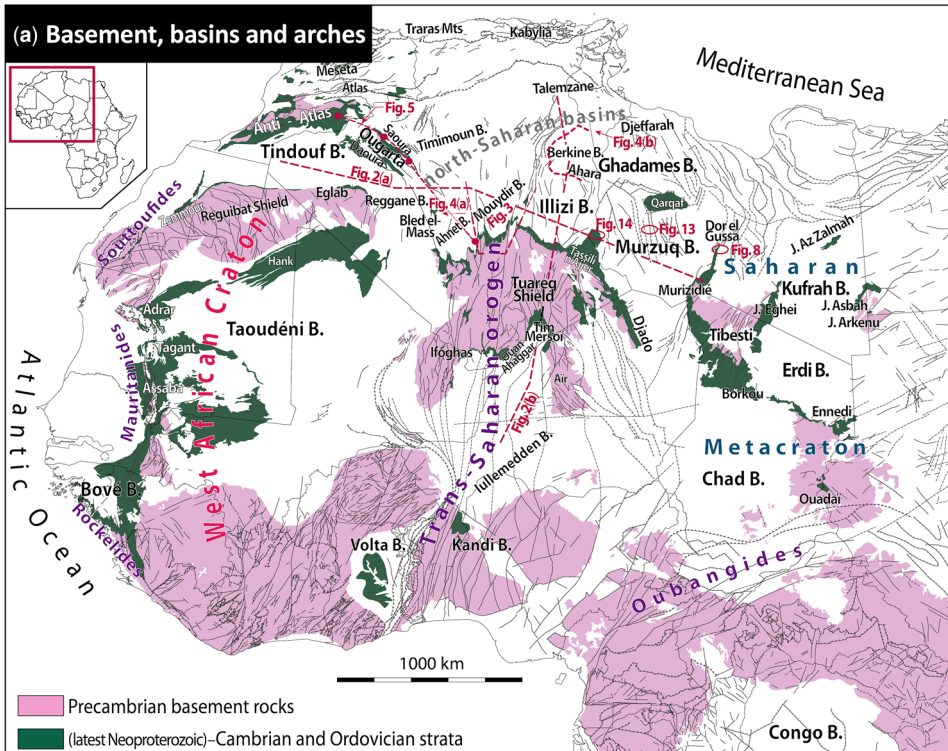 (a) Basement, basins and arches
Traras Mts
Kabylia
Mediterranean Sea
Meseta
Atlas
Talemzane
Fig. 5
Anti - Atlas
Saoura
Ougarta
Daoura
Timimoun B.
north-Saharan basins
Djeffarah
Fig. 4(b)
Tindouf B.
Berkine B.
Ghadames B.
Ahara
Fig. 2(a)
Eglab
Reggane B.
Fig. 4(a)
Mouydir B.
Illizi B.
Qarqaf
Souttoufides
Zemmour
Reguibat Shield
Bled el-
Mass
Ahnet B.
Fig. 3
Fig. 14
Fig. 13
Dor el
Gussa
Fig. 8
J. Az Zalmah
Murzuq B.
Hank
Tassili
Saharan
Tuareg
Shield
Murizidié
Kufrah B.
J. Eghei
J. Asbah
J. Arkenu
Adrar
Taoudéni B.
Tim
Mersoï
Djado
Tibesti
Tagant
Ifoghas
Ahaggar
Aïr
Erdi B.
Atlantic Ocean
Mauritanides
Assaba
West African Craton
Trans-Saharan orogen
Borkou
Fig. 2(b)
Ennedi
Iullemedden B.
Metacraton
Chad B.
Bové B.
Ouadaï
Rockelides
Volta B.
Kandi B.
Oubangides
1000 km
Precambrian basement rocks
(latest Neoproterozoic)–Cambrian and Ordovician strata
Congo B.